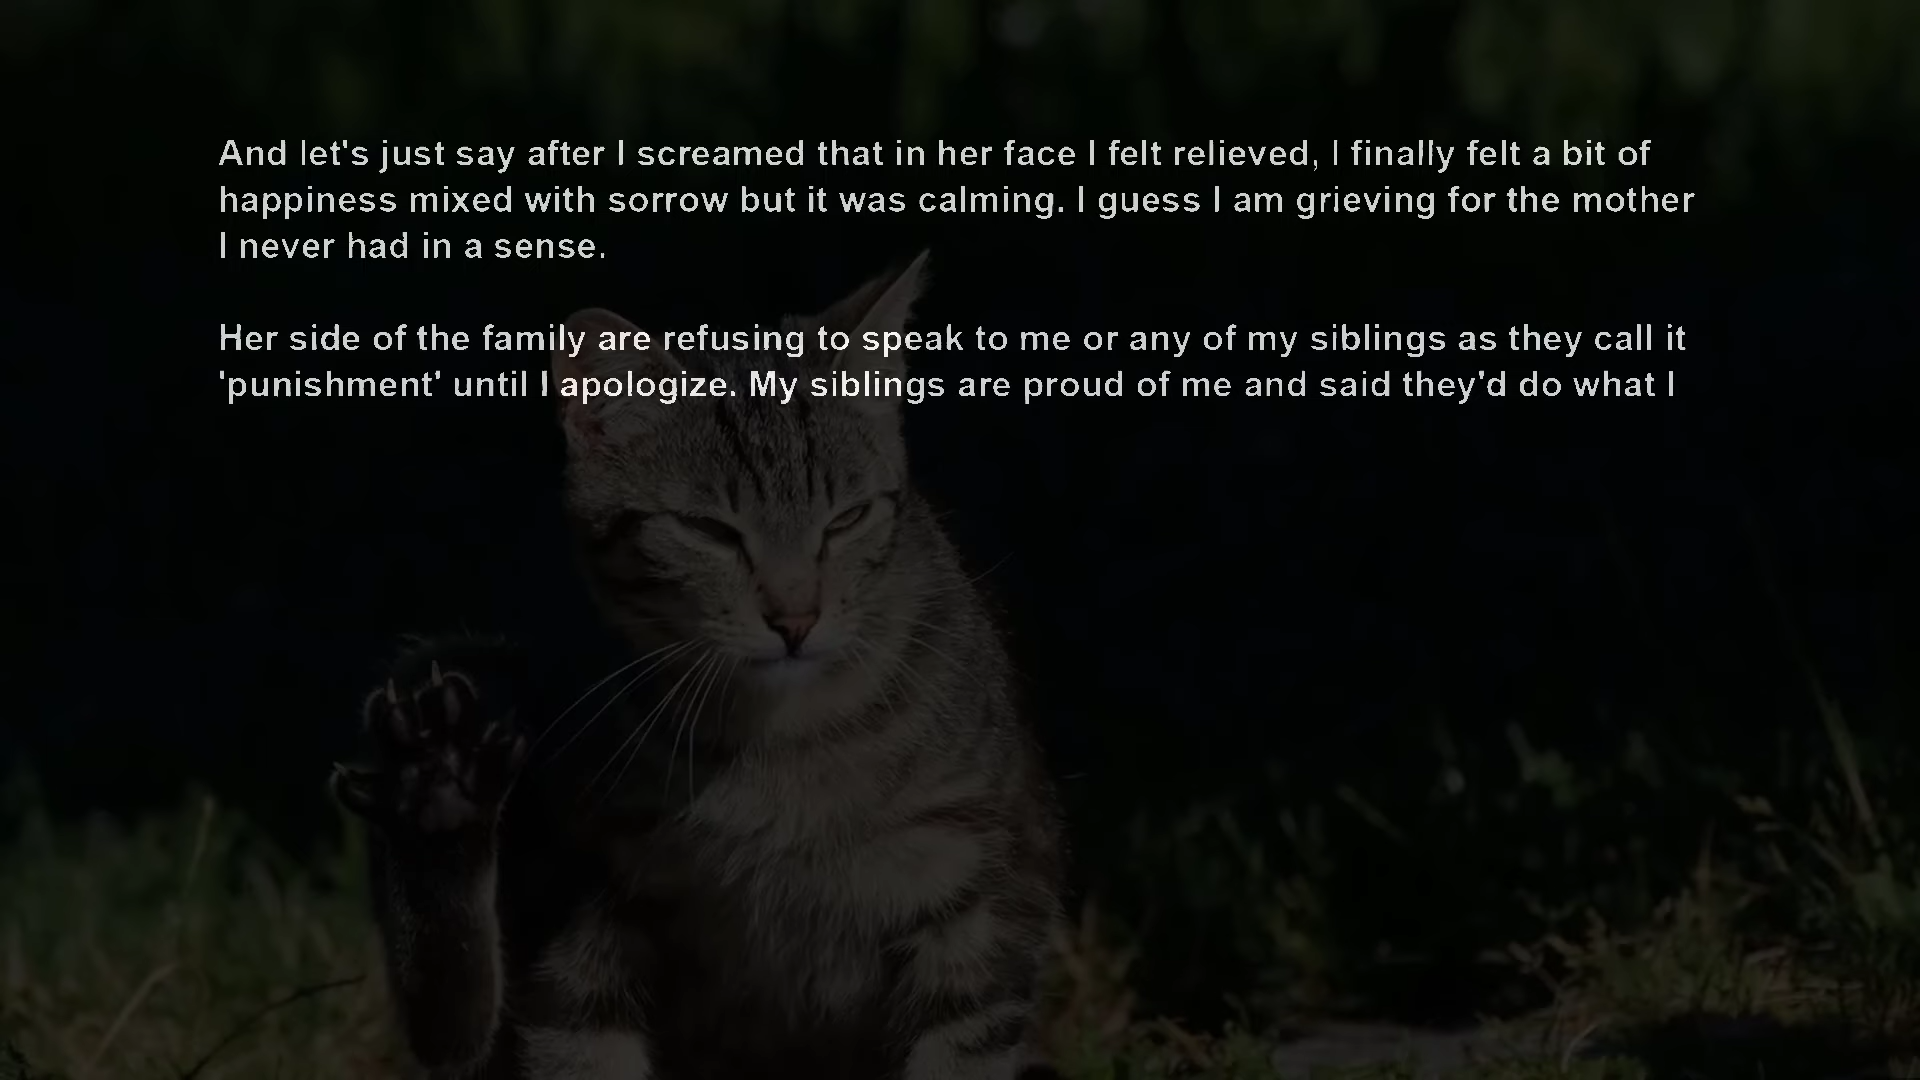 And let's just say after I screamed that in her face I felt relieved, I finally felt a bit of
happiness mixed with sorrow but it was calming. I guess I am grieving for the mother
I never had in a sense.
Her side of the family are refusing to speak to me or any of my siblings as they call it
'punishment' until I apologize. My siblings are proud of me and said they'd do what I